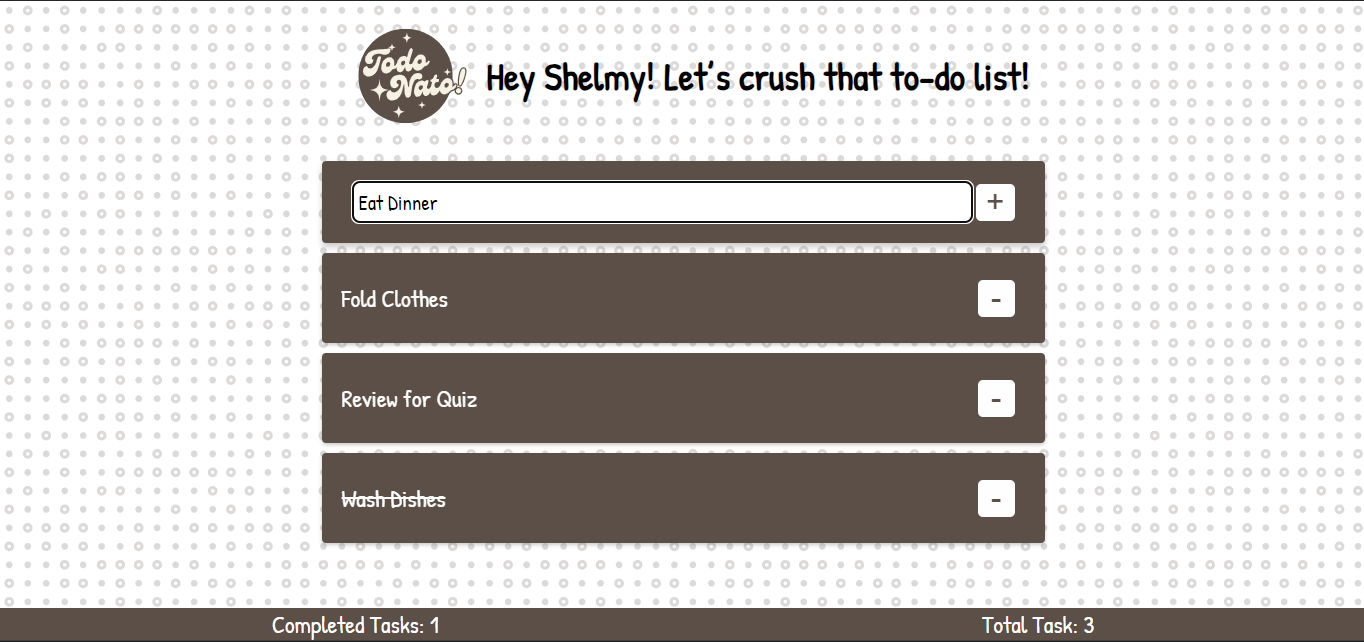 Todo
Nato!
Hey Shelmy! Let's crush that to-do list!
Eat Dinner
+
Fold Clothes
-
Review for Quiz
-
Wash Dishes
-
Completed Tasks: 1
Total Task: 3